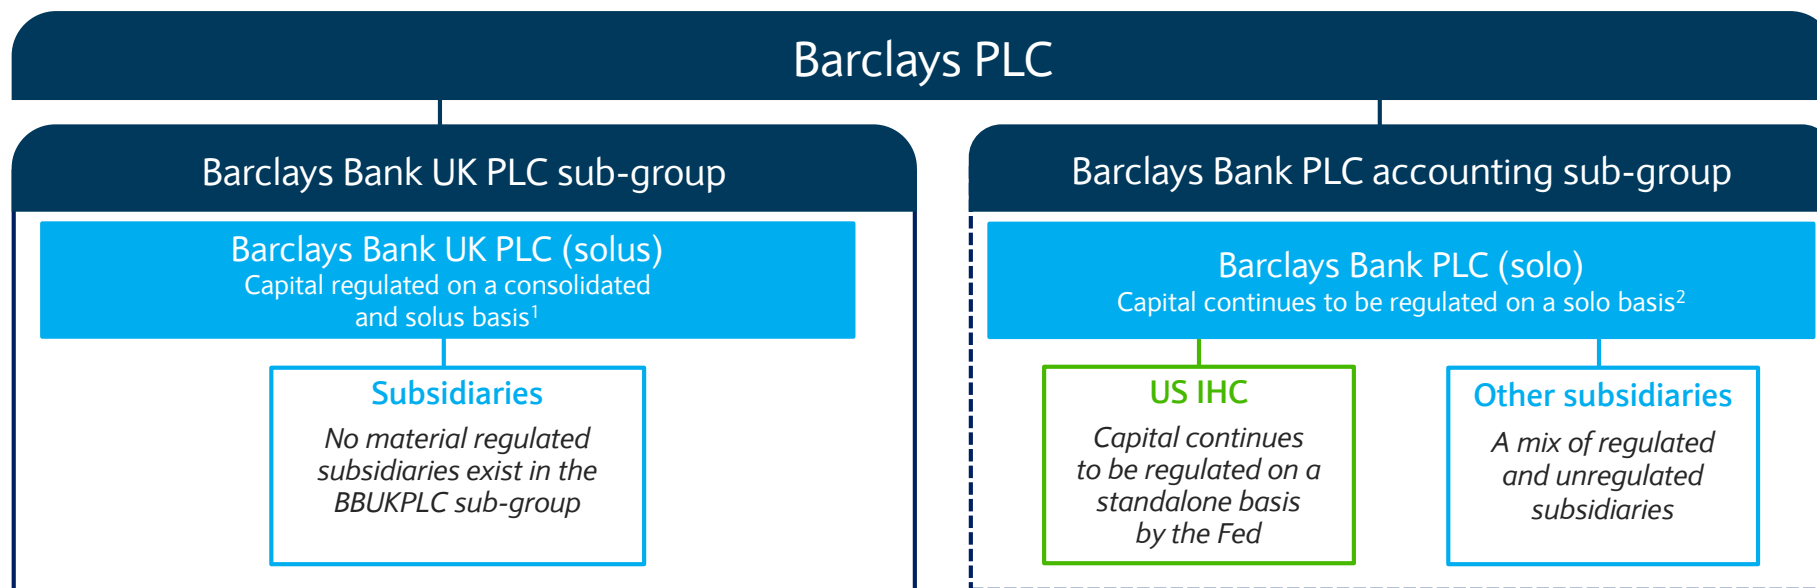 Barclays PLC
Barclays Bank UK PLC sub-group
Barclays Bank UK PLC (solus)
Capital regulated on a consolidated
and solus basis¹
Subsidiaries
No material regulated
subsidiaries exist in the
BBUKPLC sub-group
Barclays Bank PLC accounting sub-group
Barclays Bank PLC (solo)
Capital continues to be regulated on a solo basis²
US IHC
Capital continues
to be regulated on a
standalone basis
by the Fed
Other subsidiaries
A mix of regulated
and unregulated
subsidiaries